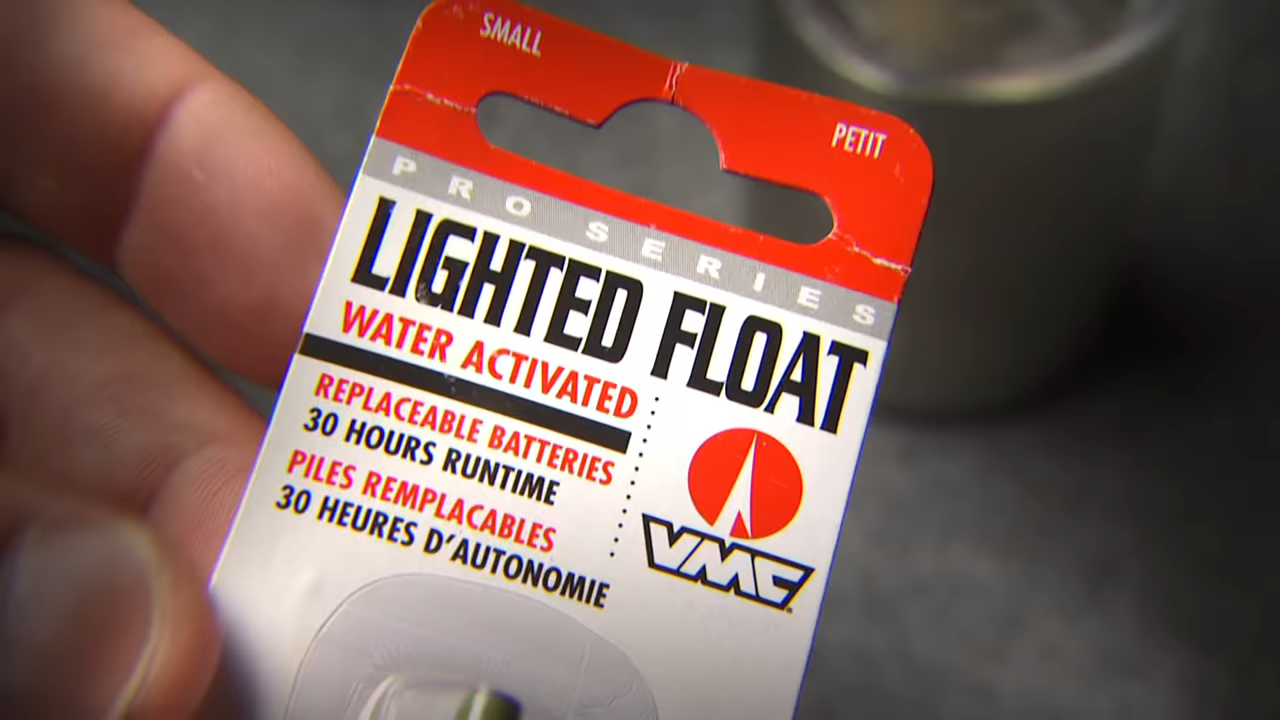 SMALL
PETIT
PRO SERIES
LIGHTED FLOAT
WATER ACTIVATED
REPLACEABLE BATTERIES
30 HOURS RUNTIME
PILES REMPLACABLES
30 HEURES D'AUTONOMIE
VMC